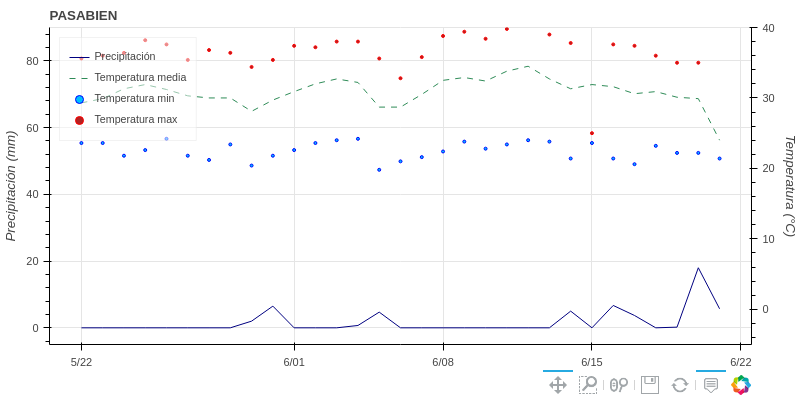 PASABIEN
Precipitación
Temperatura media
Temperatura min
Temperatura max
Precipitación (mm)
80
60
40
20
0
Temperatura (°C)
40
30
20
10
0
5/22
6/01
6/08
6/15
6/22